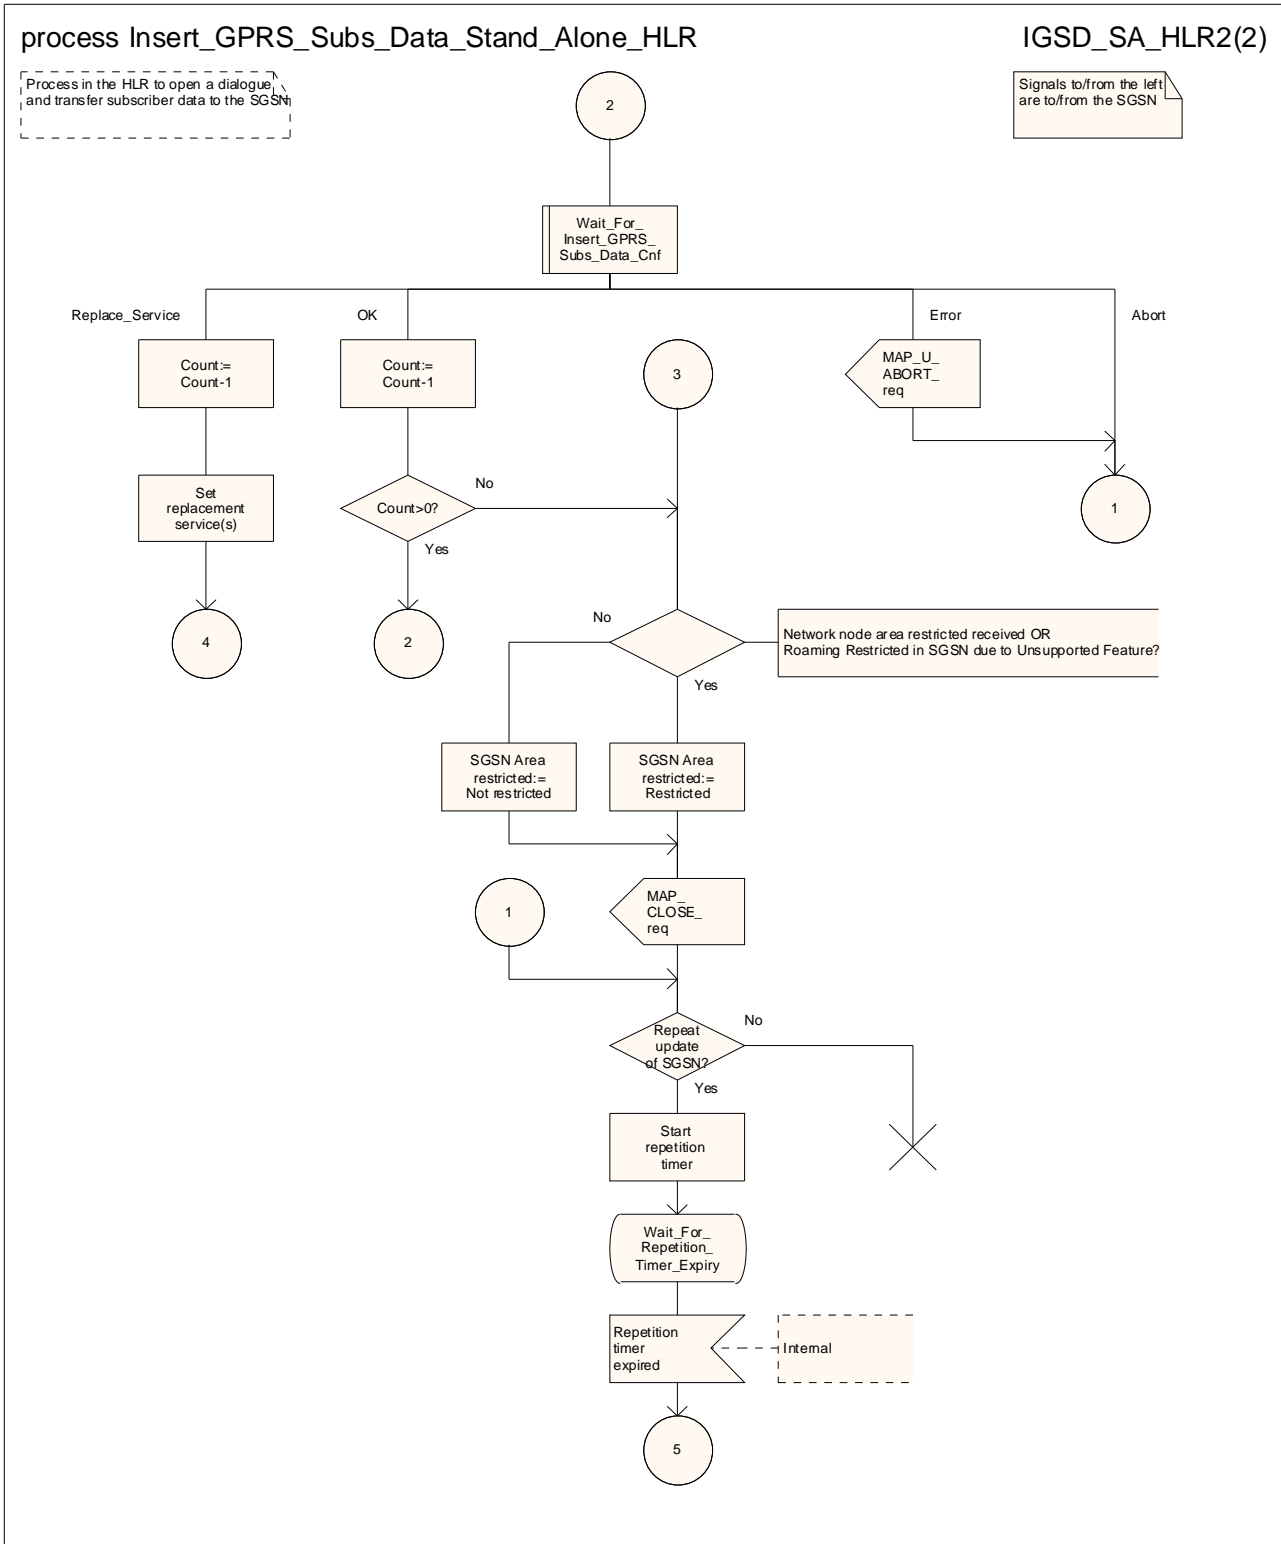 process Insert_GPRS_Subs_Data_Stand_Alone_HLR
IGSD_SA_HLR2(2)
Process in the HLR to open a dialogue
and transfer subscriber data to the SGSN
2
Signals to/from the left
are to/from the SGSN
Wait_For_
Insert_GPRS_
Subs_Data_Cnf
Replace_Service
OK
Error
Abort
Count:=
Count-1
Count:=
Count-1
3
MAP_U_
ABORT_
req
Set
replacement
service(s)
Count>0?
No
Yes
1
4
2
No
Yes
Network node area restricted received OR
Roaming Restricted in SGSN due to Unsupported Feature?
SGSN Area
restricted:=
Not restricted
SGSN Area
restricted:=
Restricted
1
MAP_
CLOSE_
req
Repeat
update
of SGSN?
No
Yes
Start
repetition
timer
Wait_For_
Repetition_
Timer_Expiry
Repetition
timer
expired
Internal
5